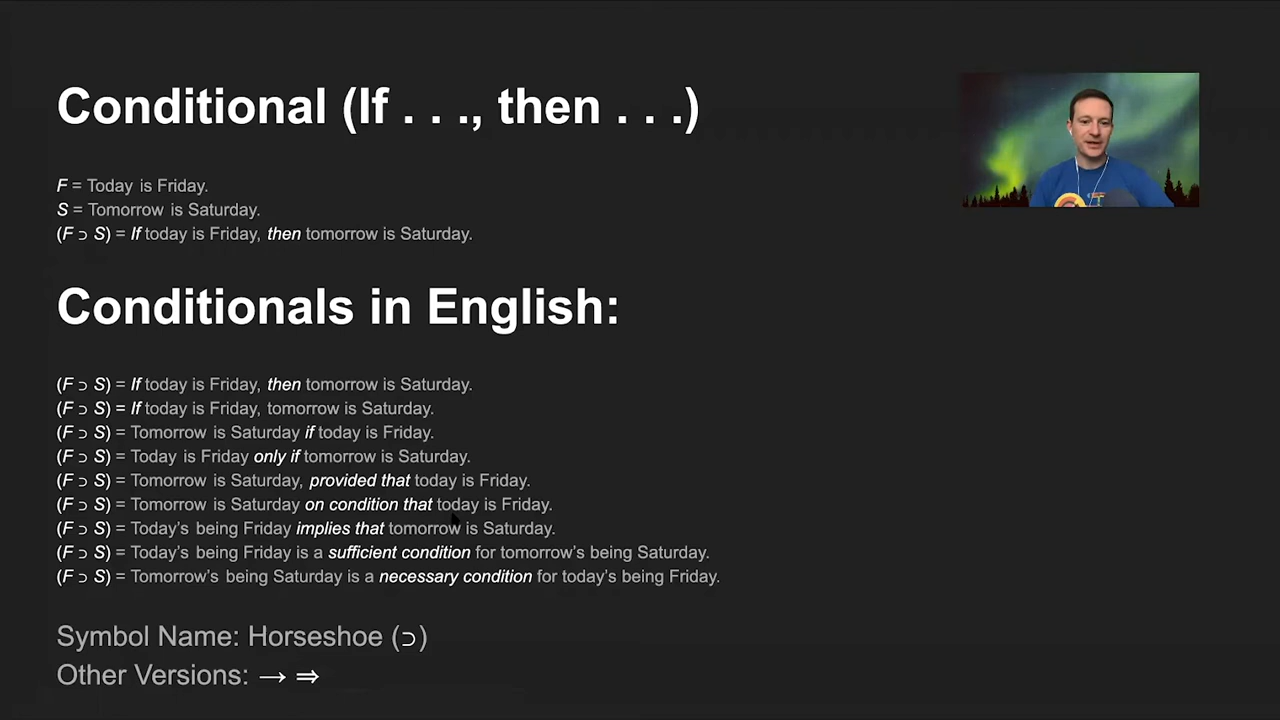 Conditional (If . . ., then . . .)
F = Today is Friday.
S = Tomorrow is Saturday.
(F ⊃ S) = If today is Friday, then tomorrow is Saturday.
Conditionals in English:
(F ⊃ S) = If today is Friday, then tomorrow is Saturday.
(F ⊃ S) = If today is Friday, tomorrow is Saturday.
(F ⊃ S) = Tomorrow is Saturday if today is Friday.
(F ⊃ S) = Today is Friday only if tomorrow is Saturday.
(F ⊃ S) = Tomorrow is Saturday, provided that today is Friday.
(F ⊃ S) = Tomorrow is Saturday on condition that today is Friday.
(F ⊃ S) = Today’s being Friday implies that tomorrow is Saturday.
(F ⊃ S) = Today’s being Friday is a sufficient condition for tomorrow’s being Saturday.
(F ⊃ S) = Tomorrow’s being Saturday is a necessary condition for today’s being Friday.
Symbol Name: Horseshoe (⊃)
Other Versions: → ⇒